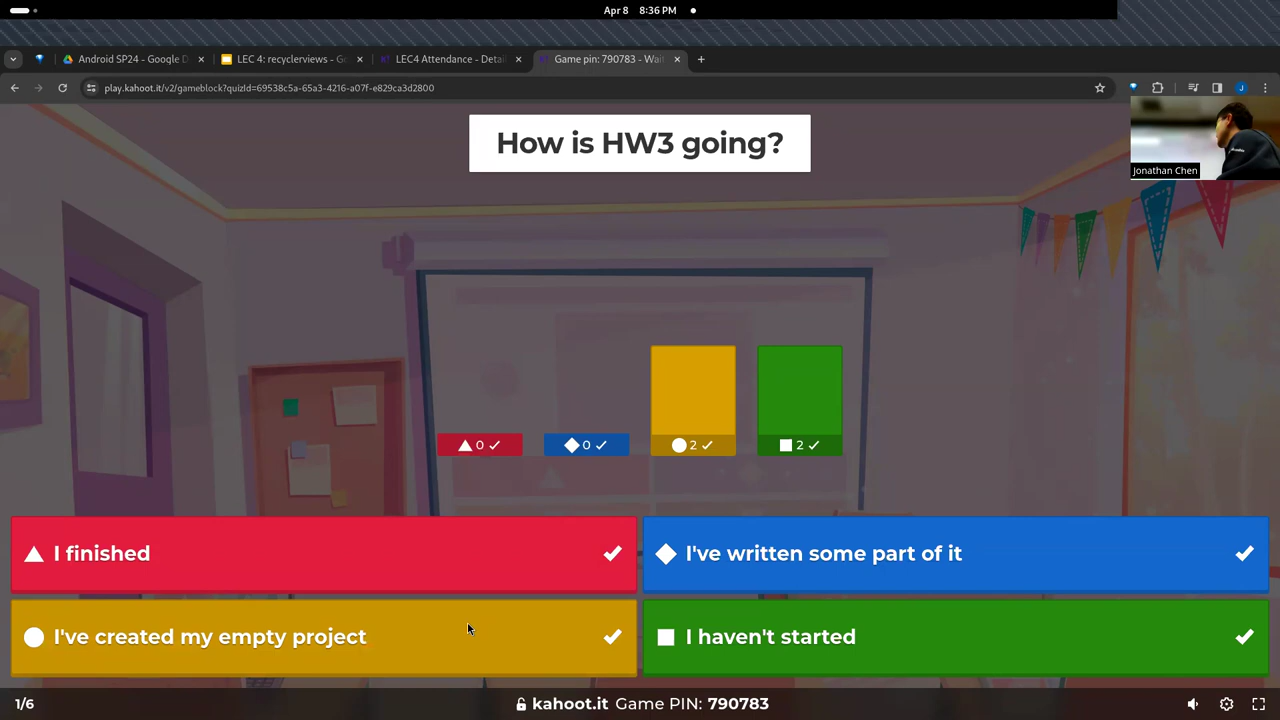 Apr 8 8:36 PM
Android SP24 - Google D
LEC 4: recyclerviews - Go
LEC4 Attendance - Detai
Game pin: 790783 - Wait
play.kahoot.it/v2/gameblock?quizId=69538c5a-65a3-4216-a07f-e829ca3d2800
J
How is HW3 going?
Jonathan Chen
0 0 2 2
I finished
I've written some part of it
I've created my empty project
I haven't started
1/6
kahoot.it Game PIN: 790783